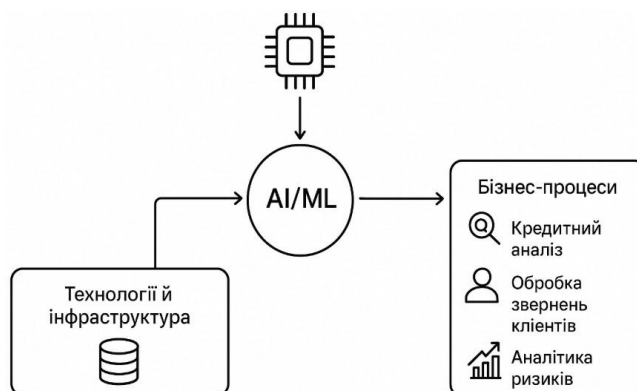 AI/ML
Технології й
інфраструктура
Бізнес-процеси
Кредитний
аналіз
Обробка
звернень
клієнтів
Аналітика
ризиків